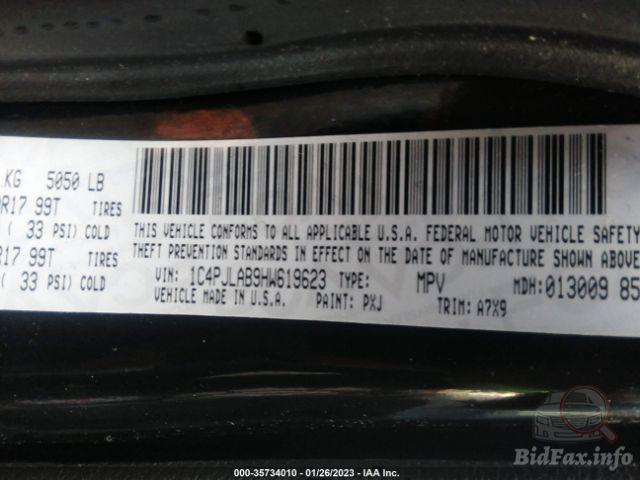 KG 5050 LB
R17 99T TIRES
( 33 PSI) COLD
R17 99T TIRES
( 33 PSI) COLD
THIS VEHICLE CONFORMS TO ALL APPLICABLE U.S.A. FEDERAL MOTOR VEHICLE SAFETY
THEFT PREVENTION STANDARDS IN EFFECT ON THE DATE OF MANUFACTURE SHOWN ABOVE
VIN: 1C4PJLAB9HW619623 TYPE: MPV MDH: 013009 85
VEHICLE MADE IN U.S.A. PAINT: PXJ TRIM: A7X9
BidFax.info
000-35734010 - 01/26/2023 - IAA Inc.